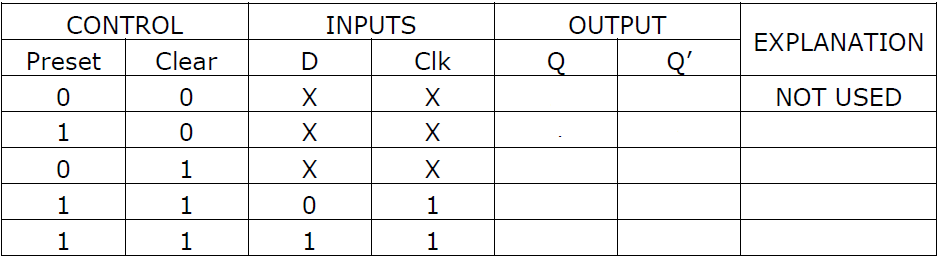 CONTROL INPUTS OUTPUT EXPLANATION
Preset Clear D Clk Q Q’
0 0 X X NOT USED
1 0 X X
0 1 X X
1 1 0 1
1 1 1 1